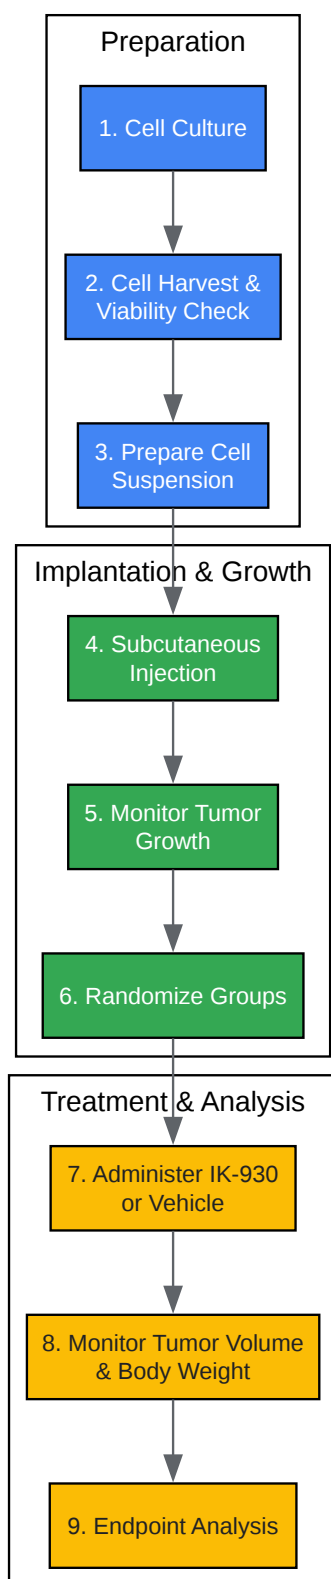 Preparation
1. Cell Culture
2. Cell Harvest &
Viability Check
3. Prepare Cell
Suspension
Implantation & Growth
4. Subcutaneous
Injection
5. Monitor Tumor
Growth
6. Randomize Groups
Treatment & Analysis
7. Administer IK-930
or Vehicle
8. Monitor Tumor Volume
& Body Weight
9. Endpoint Analysis